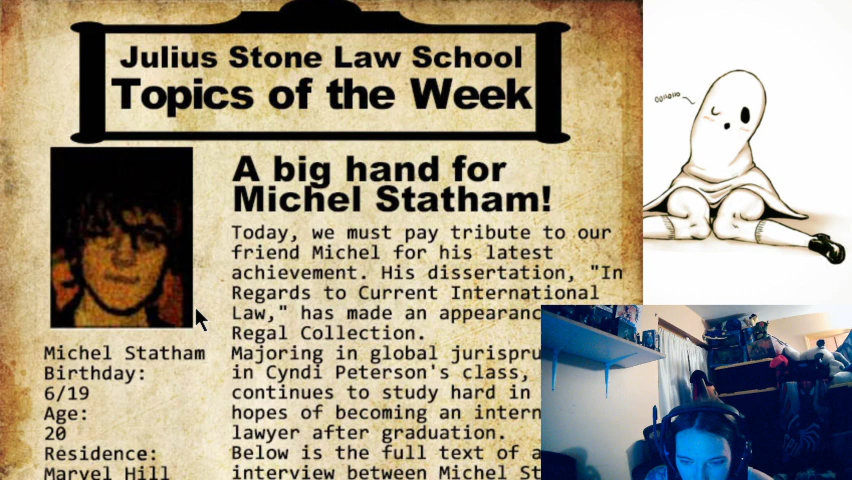 Julius Stone Law School
Topics of the Week
A big hand for
Michel Statham!
Today, we must pay tribute to our
friend Michel for his latest
achievement. His dissertation, "In
Regards to Current International
Law," has made an
Regal Collection.
Majoring in global
in Cyndi Peterson's class,
continues to study hard in
hopes of becoming an
lawyer after graduation.
Below is the full text of
interview between Michel
Michel Statham
Birthday:
6/19
Age:
20
Residence:
Marvel Hill